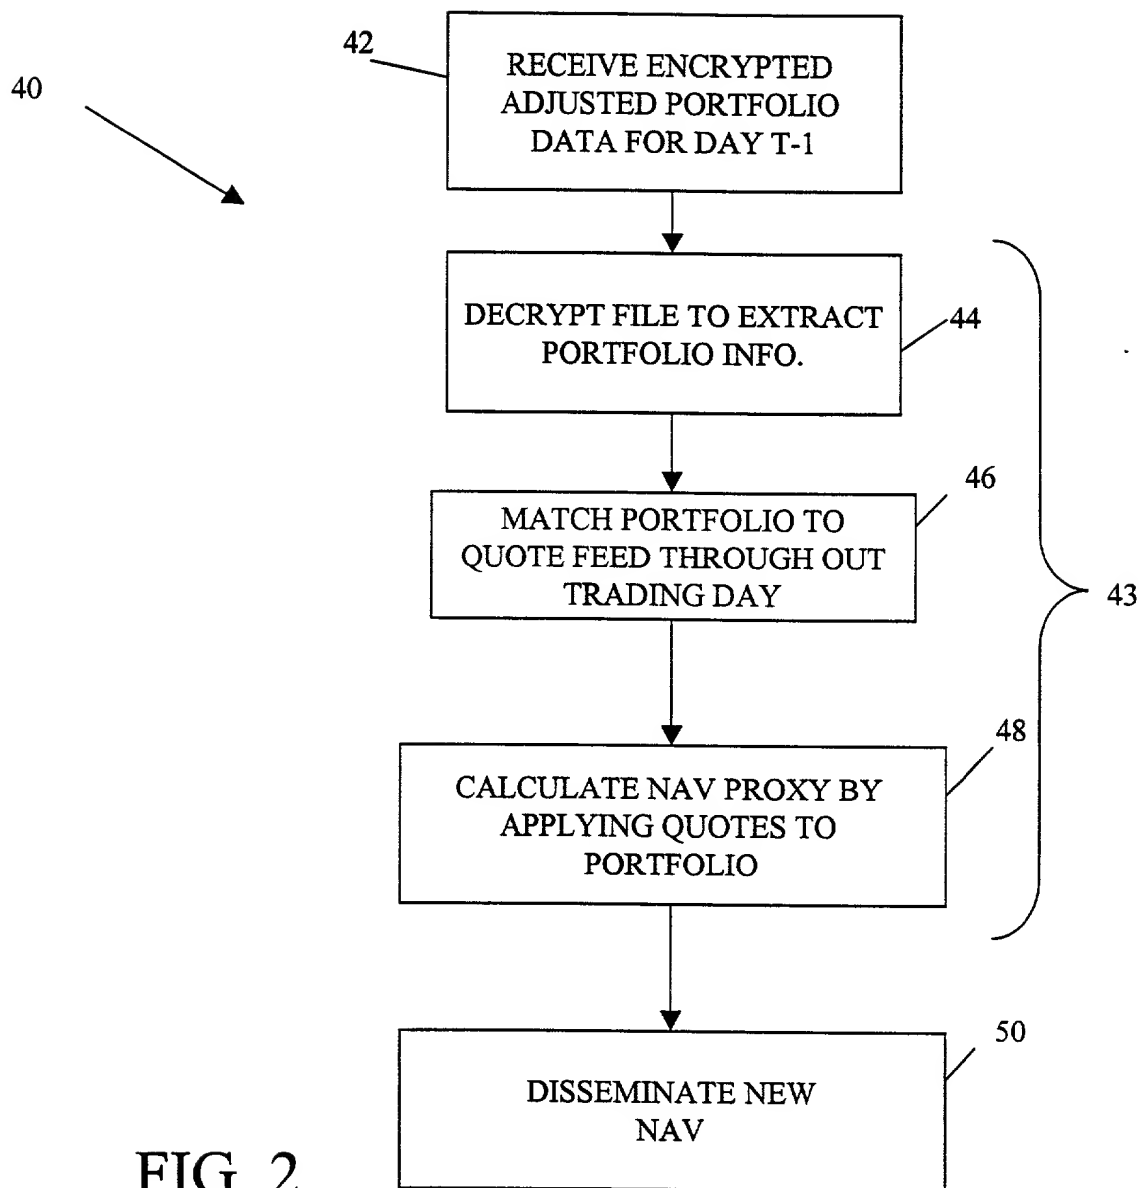 42
RECEIVE ENCRYPTED
ADJUSTED PORTFOLIO
DATA FOR DAY T-1
40
DECRYPT FILE TO EXTRACT
PORTFOLIO INFO.
44
46
MATCH PORTFOLIO TO
QUOTE FEED THROUGH OUT
TRADING DAY
43
48
CALCULATE NAV PROXY BY
APPLYING QUOTES TO
PORTFOLIO
50
DISSEMINATE NEW
NAV
FIG. 2